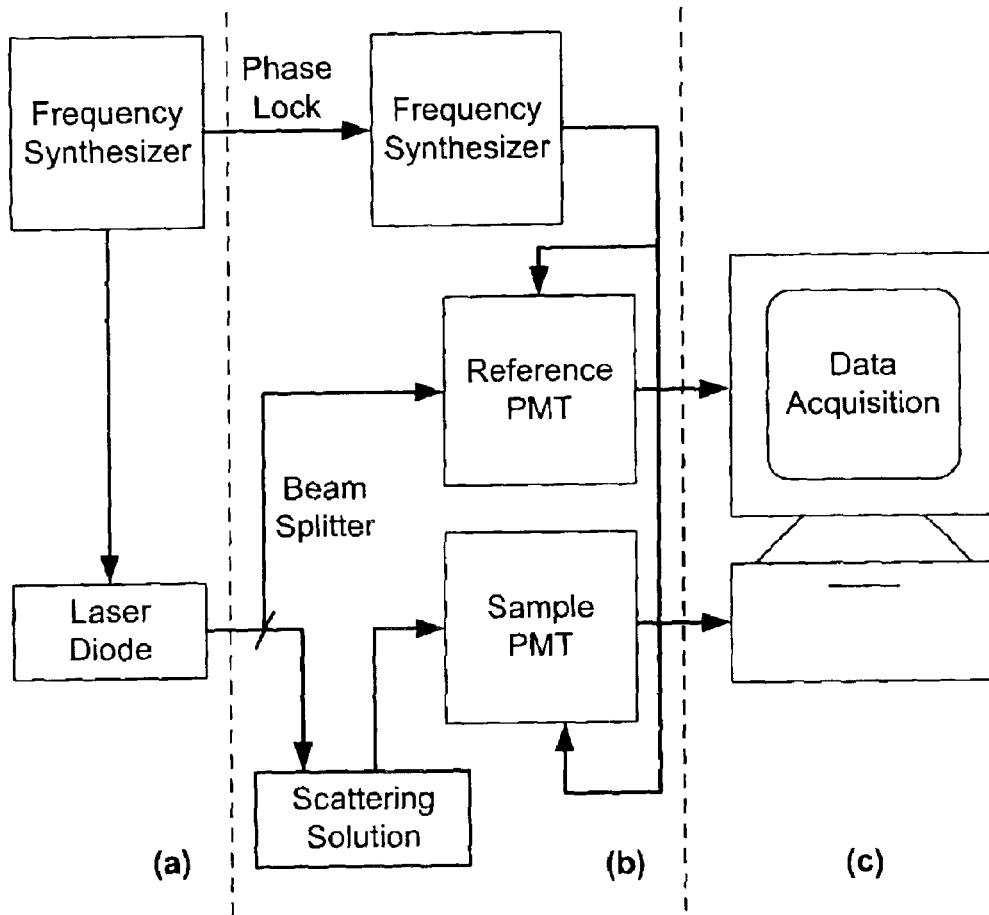 Frequency
Synthesizer
Phase
Lock
Frequency
Synthesizer
Reference
PMT
Data
Acquisition
Beam
Splitter
Laser
Diode
Sample
PMT
Scattering
Solution
(a)
(b)
(c)